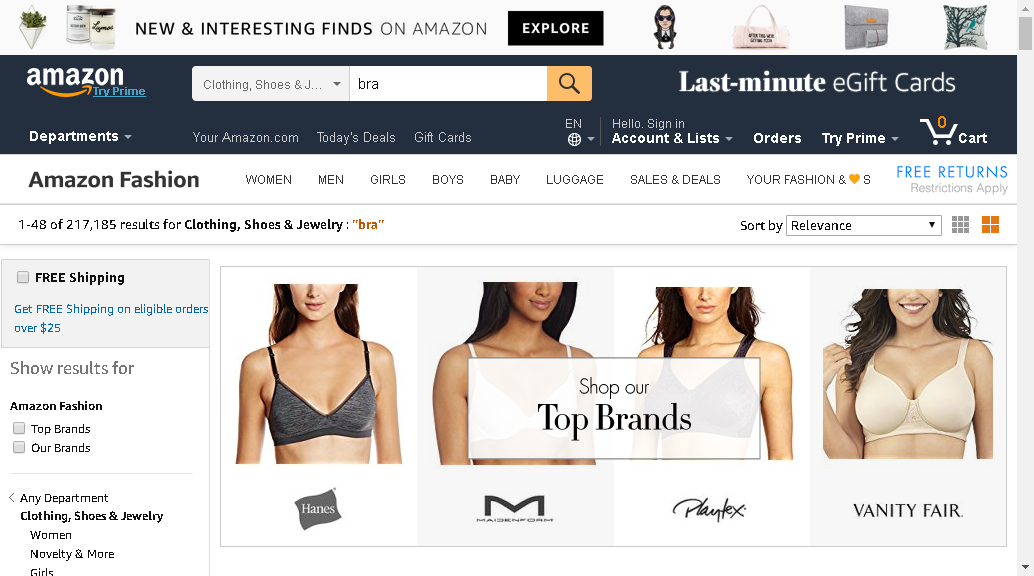 NEW & INTERESTING FINDS ON AMAZON EXPLORE
amazon Try Prime
Clothing, Shoes & J... bra
Last-minute eGift Cards
Departments Your Amazon.com Today's Deals Gift Cards EN Hello. Sign in Account & Lists Orders Try Prime 0 Cart
Amazon Fashion WOMEN MEN GIRLS BOYS BABY LUGGAGE SALES & DEALS YOUR FASHION & S FREE RETURNS
Restrictions Apply
1-48 of 217,185 results for Clothing, Shoes & Jewelry : "bra" Sort by Relevance
FREE Shipping
Get FREE Shipping on eligible orders
over $25
Show results for
Amazon Fashion
Top Brands
Our Brands
Any Department
Clothing, Shoes & Jewelry
Women
Novelty & More
Girls
Shop our
Top Brands
Hanes MAIDENFORM Playtex VANITY FAIR.